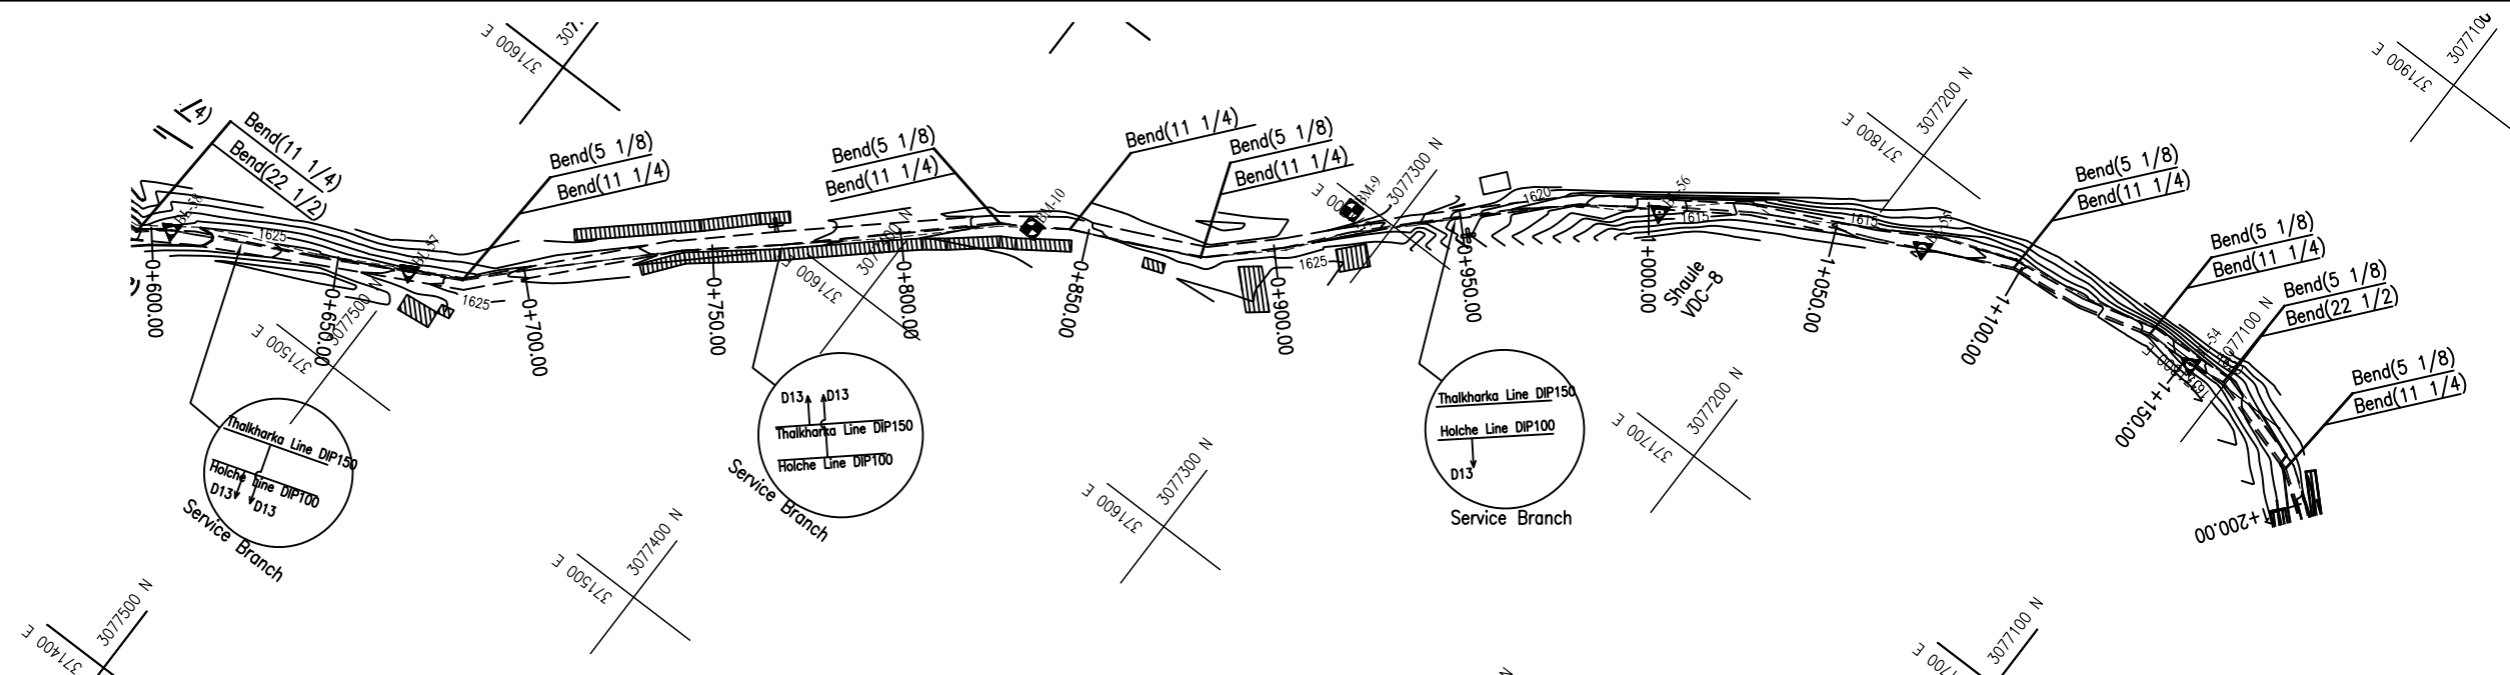 371600 E
3077100
371900 E
Bend(11 1/4)
Bend(22 1/2)
Bend(5 1/8)
Bend(11 1/4)
Bend(5 1/8)
Bend(11 1/4)
Bend(11 1/4)
Bend(5 1/8)
Bend(11 1/4)
3077300 N
BM-9
3077200 N
371800 E
Bend(5 1/8)
Bend(11 1/4)
Bend(5 1/8)
Bend(11 1/4)
Bend(5 1/8)
Bend(22 1/2)
Bend(5 1/8)
Bend(11 1/4)
BM-10
1620
1615
1615
1625
1625
1625
0+600.00
0+650.00
0+700.00
0+750.00
0+800.00
0+850.00
0+900.00
0+950.00
1+000.00
1+050.00
1+100.00
1+150.00
1+200.00
Shaule
VDC-8
3077500 N
371500 E
371600 E
3077100 N
Thalkharka Line DIP150
Holche Line DIP100
D13
D13
Service Branch
D13
D13
Thalkharka Line DIP150
Holche Line DIP100
Service Branch
Thalkharka Line DIP150
Holche Line DIP100
D13
Service Branch
3077200 N
371700 E
3077300 N
371600 E
3077400 N
371500 E
3077500 N
371400 E
3077100 N